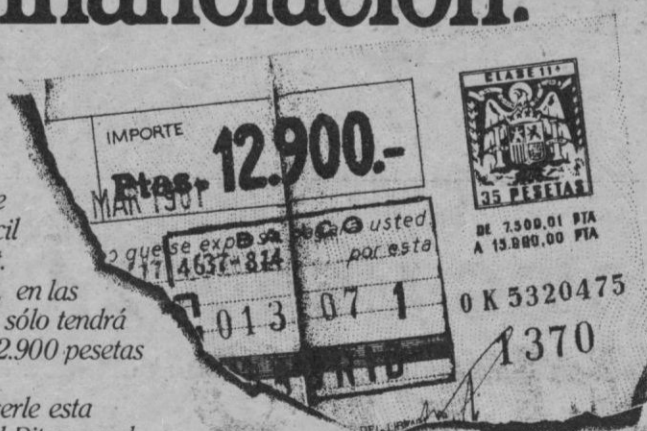 financiación.
IMPORTE
Ptas. 12.900.-
MAR 1981
CLASE 11ª
35 PESETAS
DE 7.500,01 PTA
A 15.000,00 PTA
que se usted
por esta
4637-814
013 07 1
0 K 5320475
1370
cil
en las
sólo tendrá
2.900 pesetas
erle esta